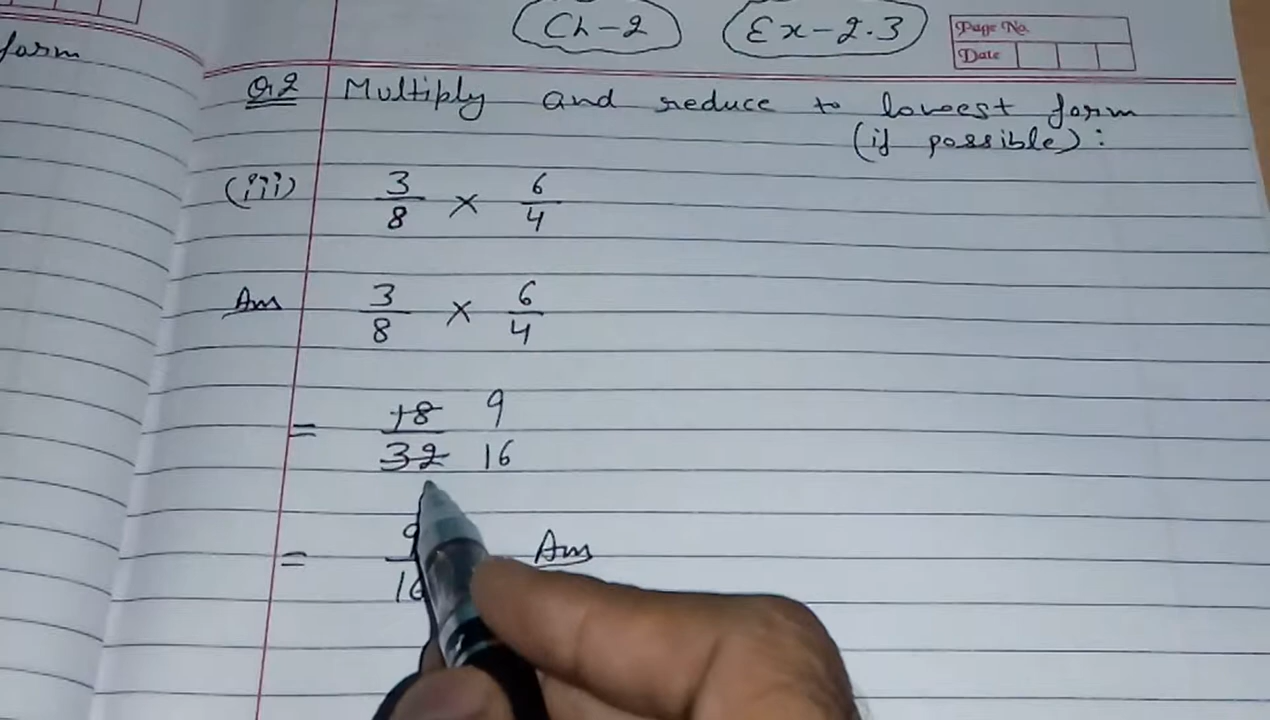 form
Ch-2 Ex-2.3 Page No.
Date
Q.2 Multiply and reduce to lowest form
(if possible):
(iii) 3/8 × 6/4
Ans 3/8 × 6/4
= 18/32 9/16
= 9/16 Ans